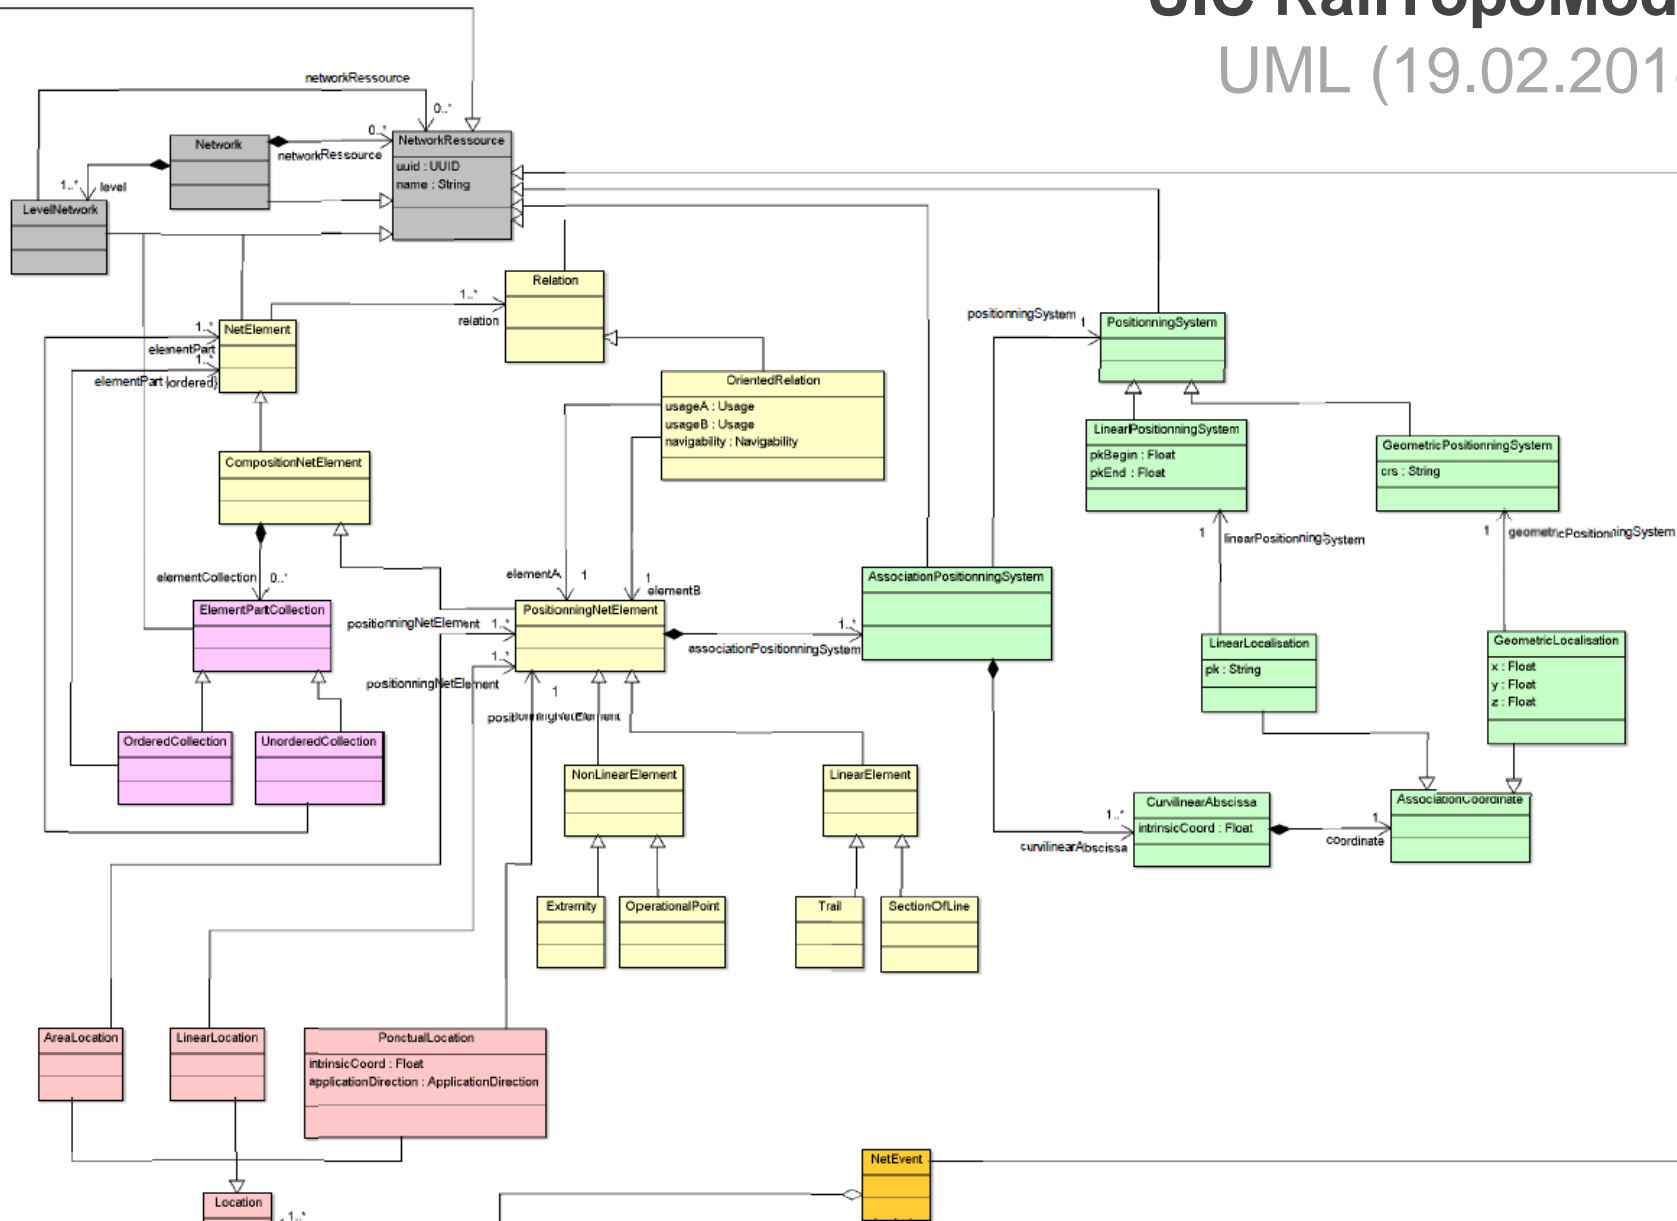 UIC RailTopoMod
UML (19.02.201
networkRessource
0..*
Network
0..*
networkRessource
NetworkRessource
uuid : UUID
name : String
1..*
level
LevelNetwork
Relation
1..*
relation
NetElement
1..*
elementPart
1..*
elementPart {ordered}
OrientedRelation
usageA : Usage
usageB : Usage
navigability : Navigability
positionningSystem
1
PositionningSystem
LinearPositionningSystem
pkBegin : Float
pkEnd : Float
GeometricPositionningSystem
crs : String
CompositionNetElement
1
linearPositionningSystem
1
geometricPositionningSystem
elementCollection
0..*
elementA
1
1
elementB
AssociationPositionningSystem
ElementPartCollection
PositionningNetElement
positionningNetElement
1..*
1..*
associationPositionningSystem
1..*
positionningNetElement
1
positionningNetElement
LinearLocalisation
pk : String
GeometricLocalisation
x : Float
y : Float
z : Float
OrderedCollection
UnorderedCollection
NonLinearElement
LinearElement
CurvilinearAbscissa
intrinsicCoord : Float
1..*
curvilinearAbscissa
1
coordinate
AssociationCoordinate
Extremity
OperationalPoint
Trail
SectionOfLine
AreaLocation
LinearLocation
PonctualLocation
intrinsicCoord : Float
applicationDirection : ApplicationDirection
NetEvent
Location
1..*